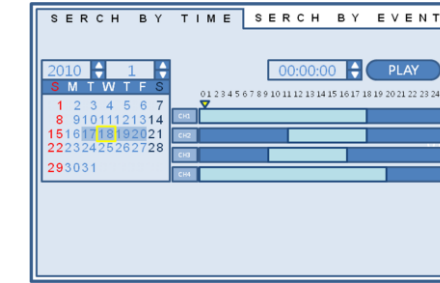 SERCH BY TIME SERCH BY EVENT
2010 1 00:00:00 PLAY
S M T W T F S
0 1 2 3 4 5 6 7 8 9 10 11 12 13 14 15 16 17 18 19 20 21 22 23 24
1 2 3 4 5 6 7
CH1
8 9 10 11 12 13 14
15 16 17 18 19 20 21
CH2
22 23 24 25 26 27 28
CH3
29 30 31
CH4